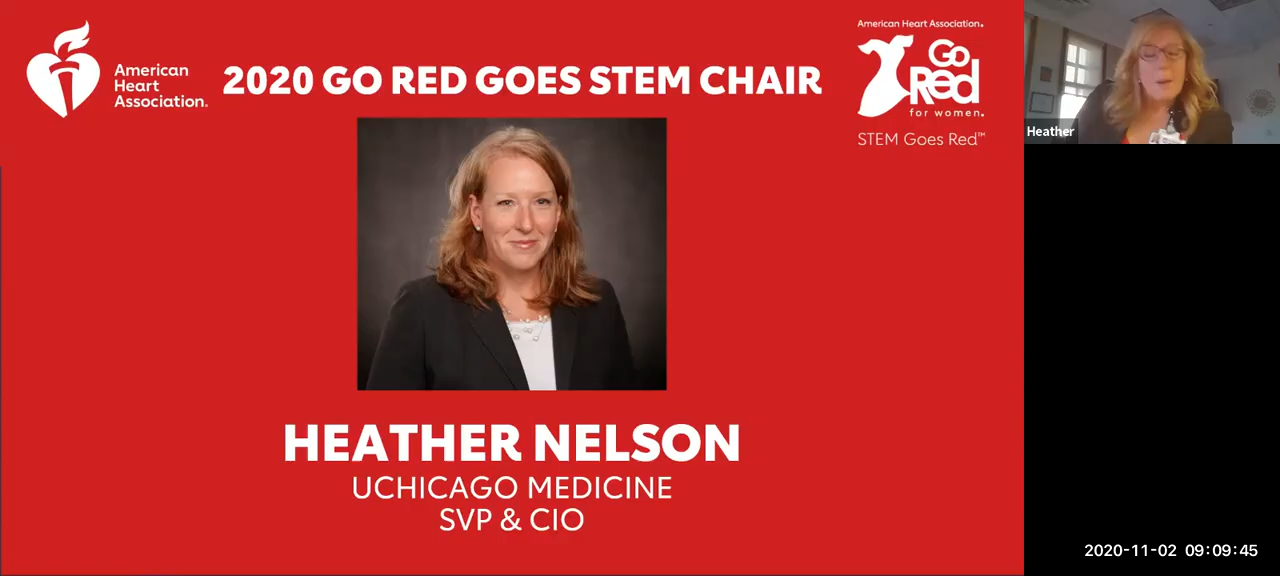 American
Heart
Association.
2020 GO RED GOES STEM CHAIR
American Heart Association.
Go
Red
for women.
STEM Goes Red™
Heather
HEATHER NELSON
UCHICAGO MEDICINE
SVP & CIO
2020-11-02 09:09:45